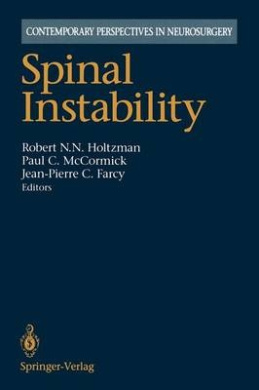 CONTEMPORARY PERSPECTIVES IN NEUROSURGERY
Spinal
Instability
Robert N.N. Holtzman
Paul C. McCormick
Jean-Pierre C. Farcy
Editors
Springer-Verlag